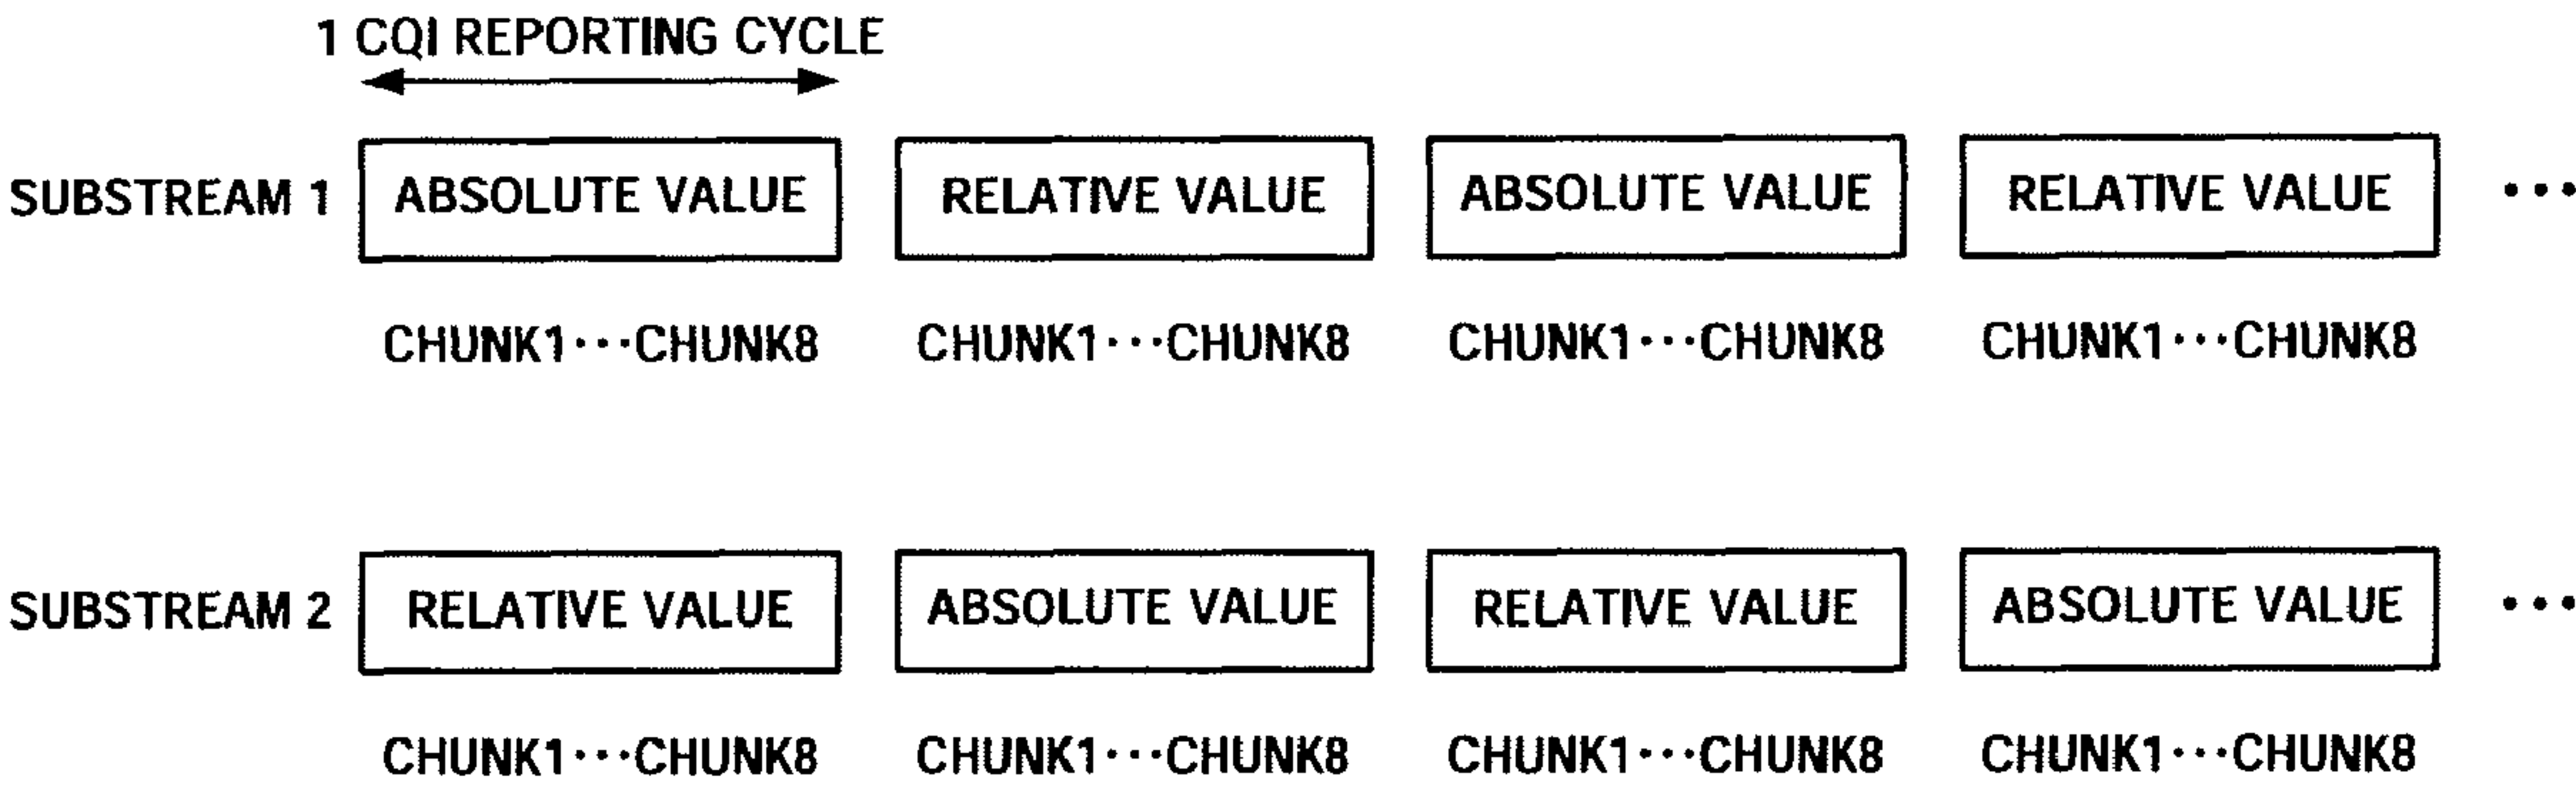 1 CQI REPORTING CYCLE
SUBSTREAM 1 ABSOLUTE VALUE RELATIVE VALUE ABSOLUTE VALUE RELATIVE VALUE ···
CHUNK1···CHUNK8 CHUNK1···CHUNK8 CHUNK1···CHUNK8 CHUNK1···CHUNK8
SUBSTREAM 2 RELATIVE VALUE ABSOLUTE VALUE RELATIVE VALUE ABSOLUTE VALUE ···
CHUNK1···CHUNK8 CHUNK1···CHUNK8 CHUNK1···CHUNK8 CHUNK1···CHUNK8